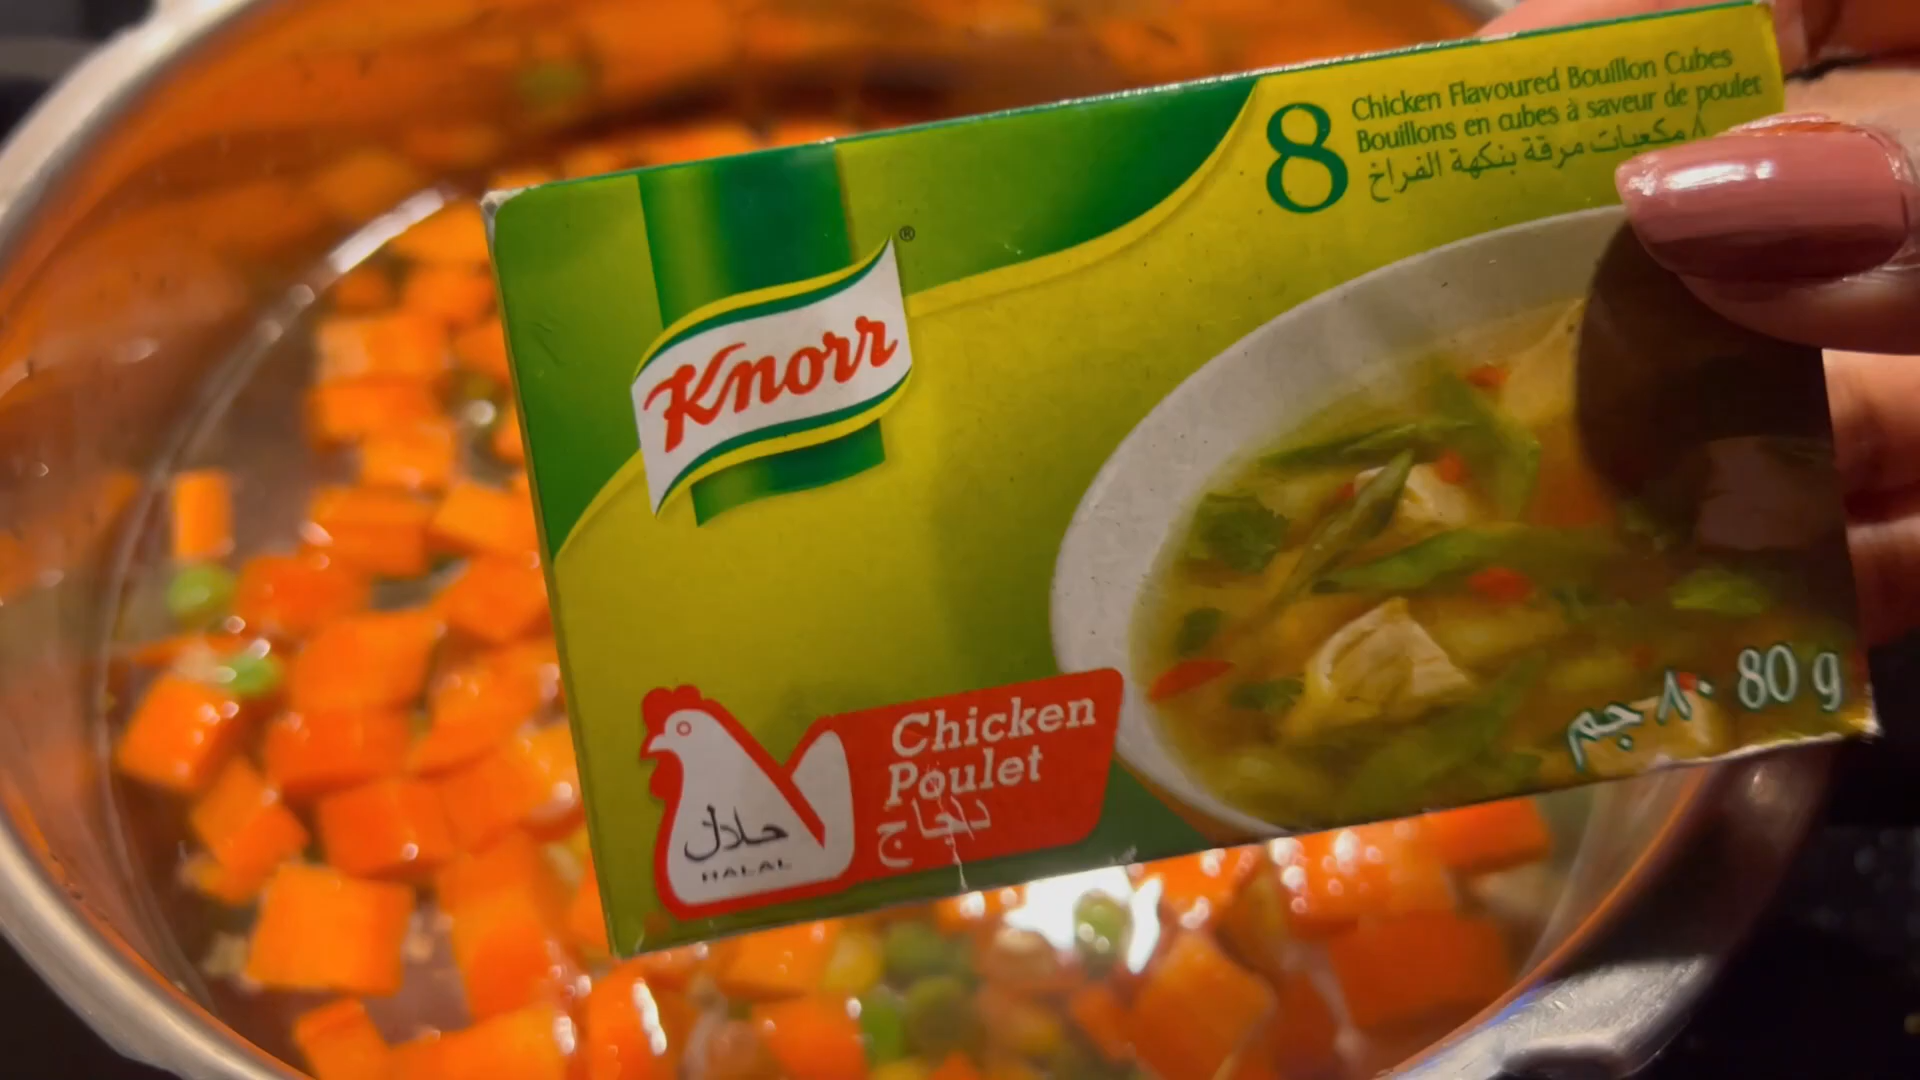 8
Chicken Flavoured Bouillon Cubes
Bouillons en cubes à saveur de poulet
٨ مكعبات مرقة بنكهة الفراخ
Knorr®
Chicken
Poulet
دجاج
حلال
HALAL
٨٠ جم 80 g